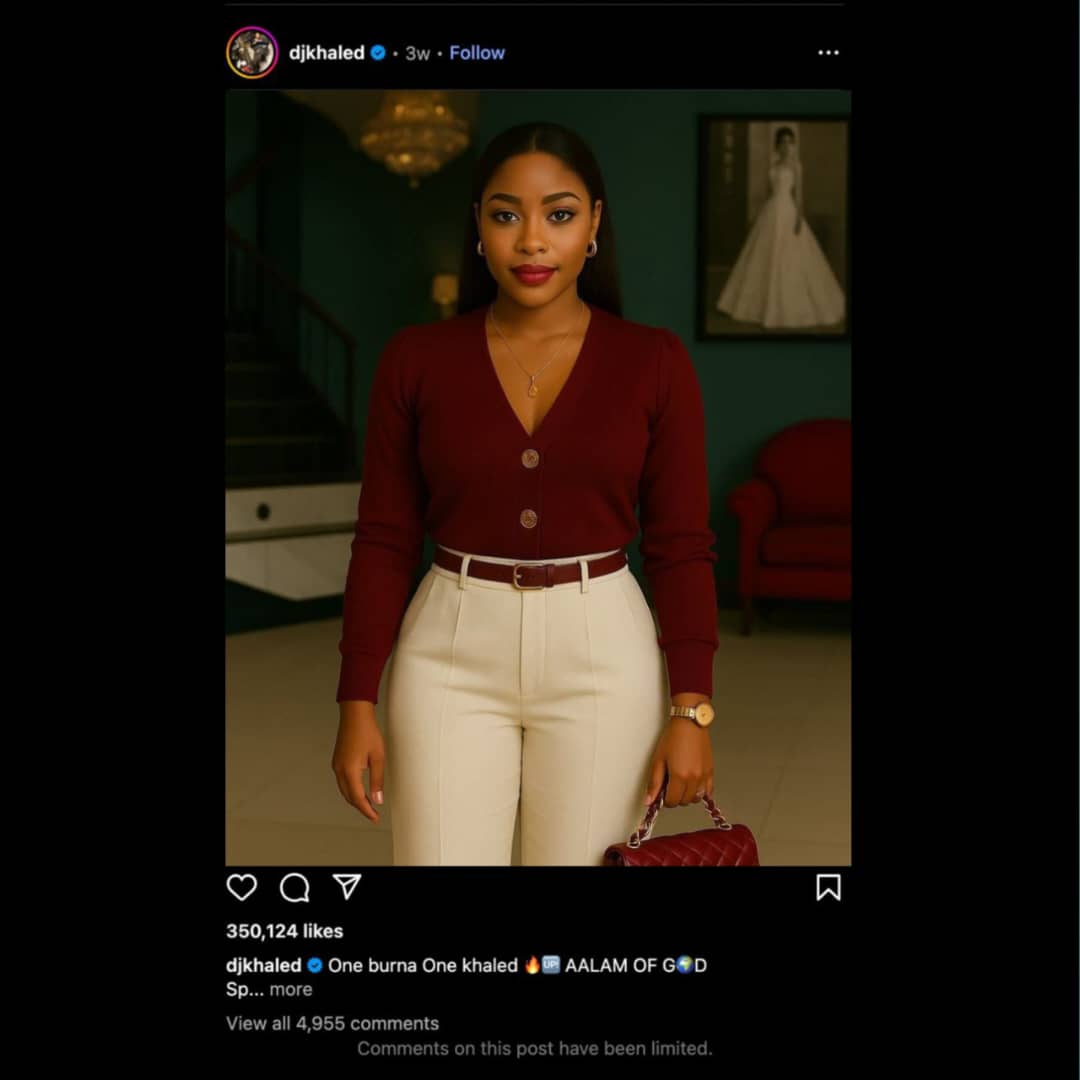 djkhaled • 3w • Follow
350,124 likes
djkhaled One burna One khaled 🔥🆙 AALAM OF G🌍D
Sp... more
View all 4,955 comments
Comments on this post have been limited.